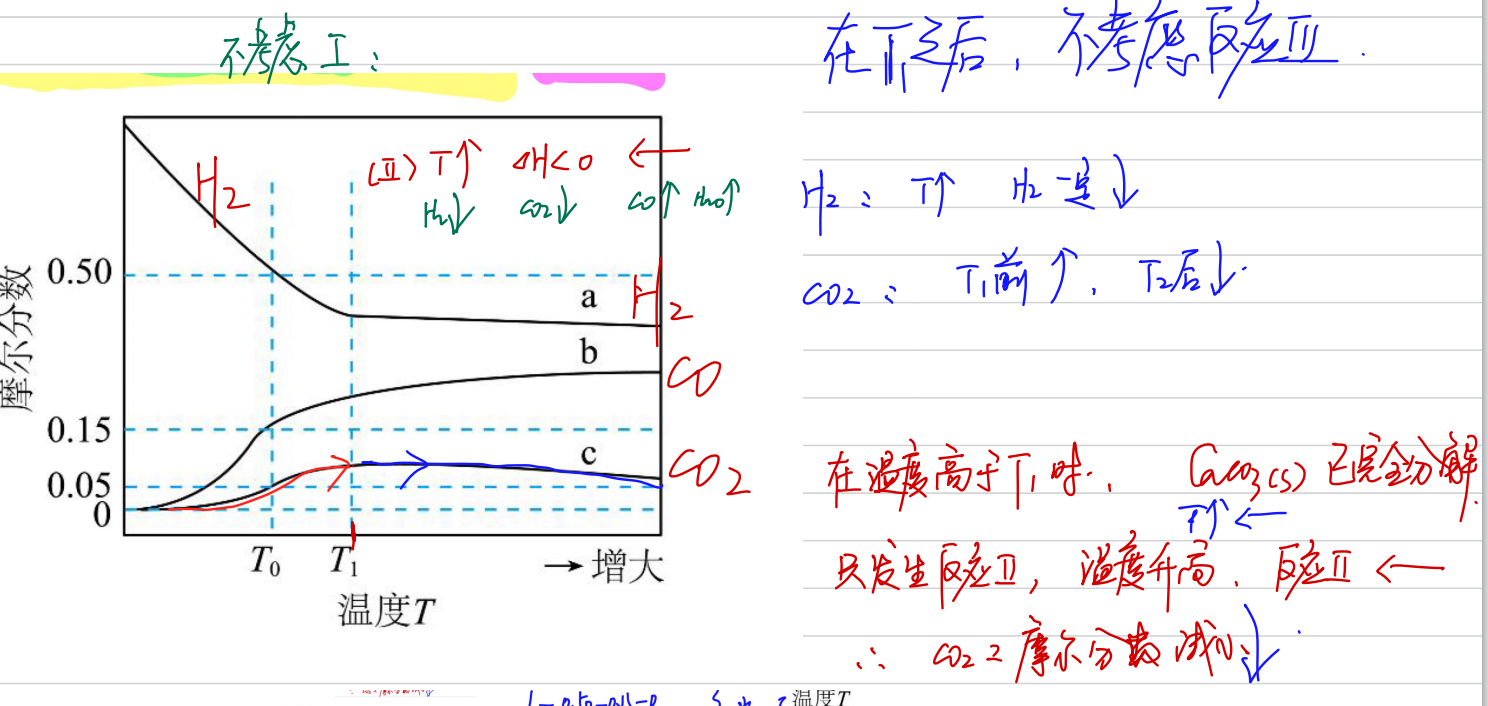 不考虑 I：
在T₁之后，不考虑反应III.
H₂
(II) T↑ ΔH<0 ←
H₂↓ CO₂↓ CO↑ H₂O↑
H₂： T↑ H₂一定↓
CO₂： T₁前↑. T₂后↓.
摩尔分数
0.50
0.15
0.05
0
a
b
c
H₂
CO
CO₂
T₀ T₁ → 增大
温度T
在温度高于T₁时， CaCO₃(s) 已完全分解.
T↑ ←
只发生反应II， 温度升高. 反应II ←
∴ CO₂ 摩尔分数减小↓
温度T